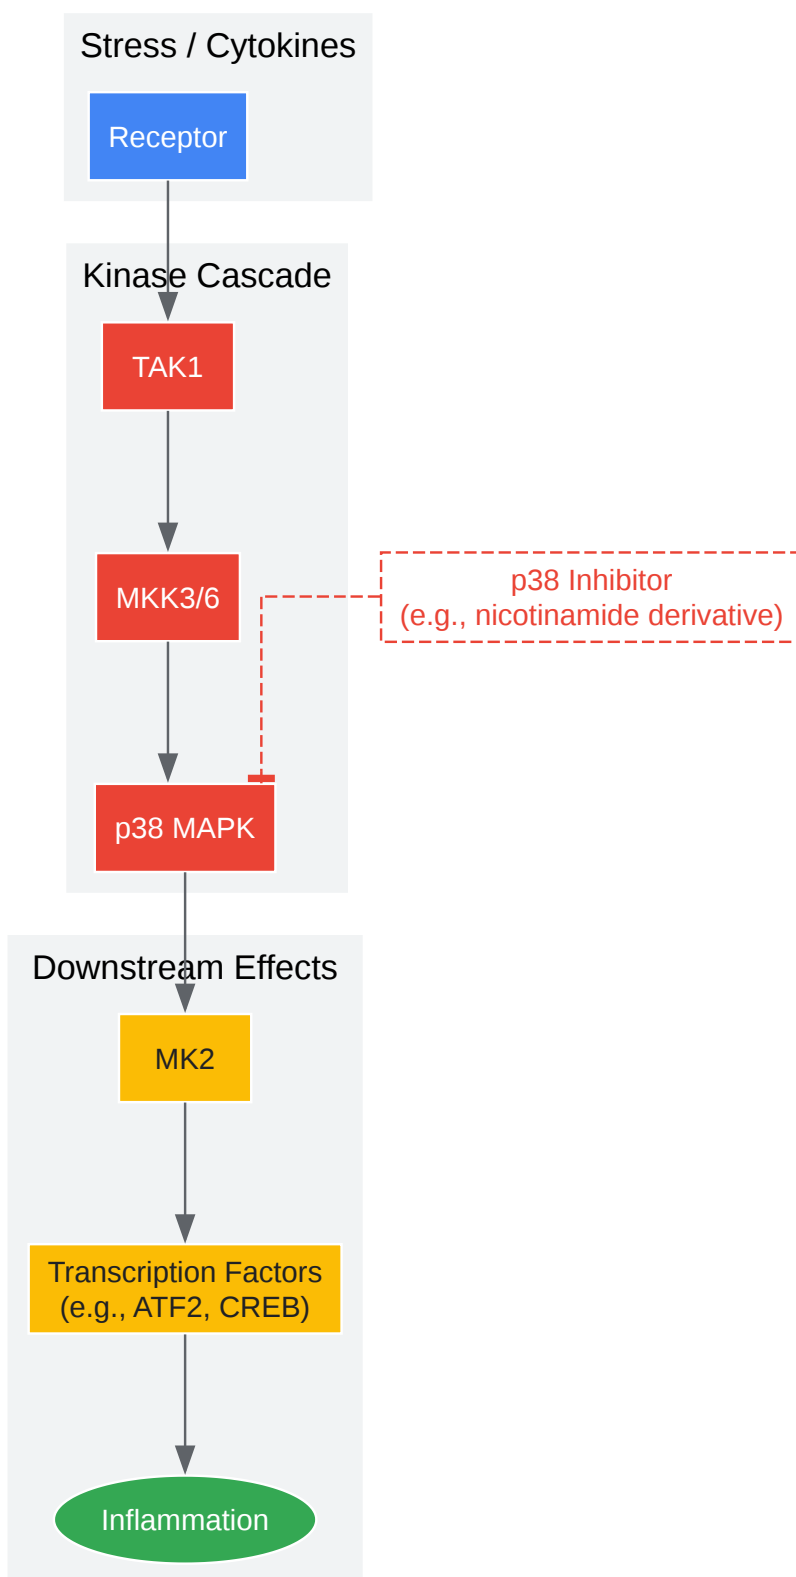 Stress / Cytokines
Receptor
Kinase Cascade
TAK1
MKK3/6
p38 Inhibitor
(e.g., nicotinamide derivative)
p38 MAPK
Downstream Effects
MK2
Transcription Factors
(e.g., ATF2, CREB)
Inflammation